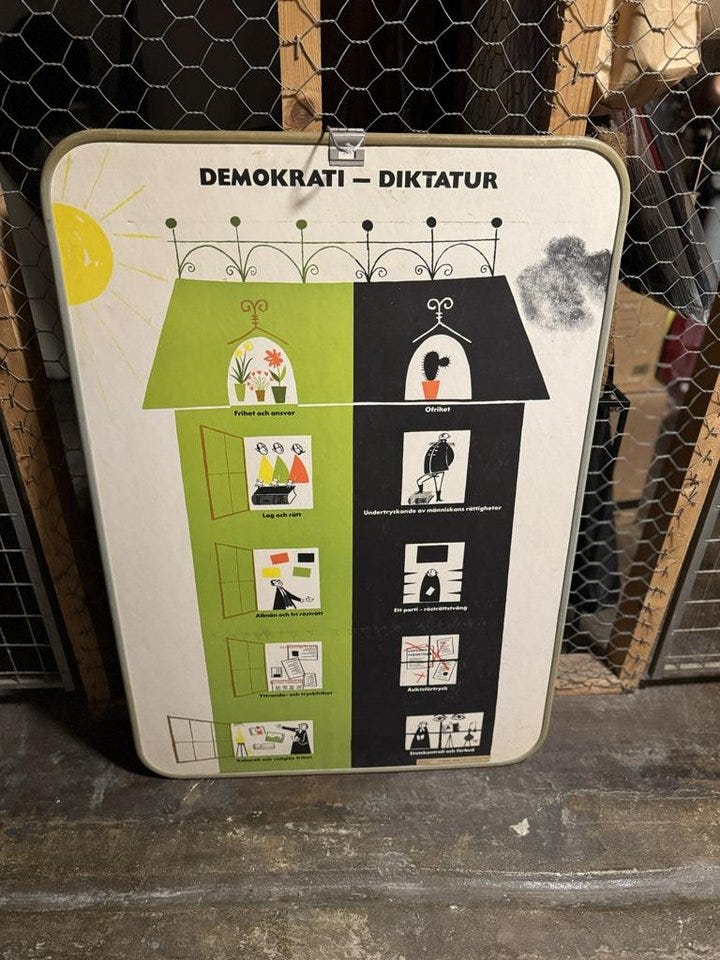 DEMOKRATI — DIKTATUR
Frihet och ansvar
Ofrihet
Lag och rätt
Undertryckande av människans rättigheter
Allmän och fri rösträtt
Ett parti – rösträttstvång
Yttrande- och tryckfrihet
Åsiktsförtryck
Kulturell och religiös frihet
Statskontroll och förbud